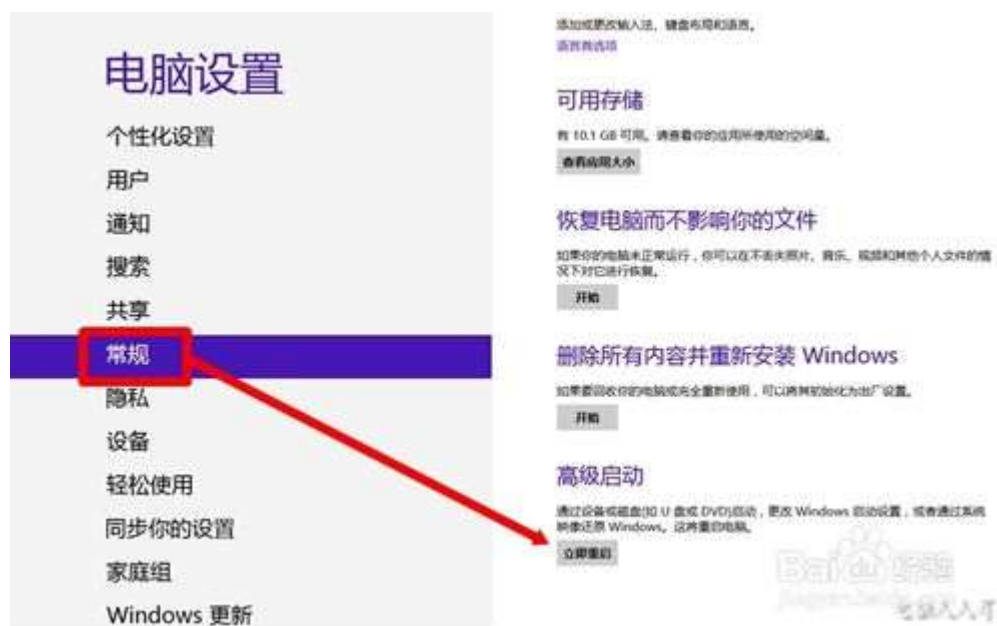 电脑设置
个性化设置
用户
通知
搜索
共享
常规
隐私
设备
轻松使用
同步你的设置
家庭组
Windows 更新
添加或更改输入法、键盘布局和语言。
语言首选项
可用存储
有 10.1 GB 可用。请查看你的应用所使用的空间量。
查看应用大小
恢复电脑而不影响你的文件
如果你的电脑未正常运行，你可以在不丢失照片、音乐、视频和其他个人文件的情
况下对它进行恢复。
开始
删除所有内容并重新安装 Windows
如果要回收你的电脑或完全重新使用，可以将其初始化为出厂设置。
开始
高级启动
通过设备或磁盘(如 U 盘或 DVD)启动，更改 Windows 启动设置，或者通过系统
映像还原 Windows。这将重启电脑。
立即重启
Baidu 经验